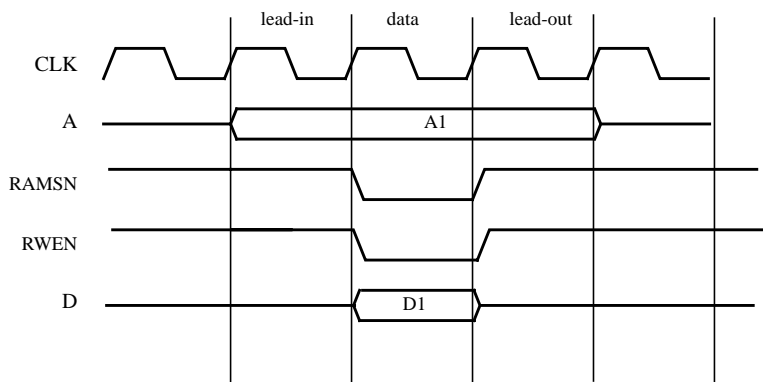 lead-in data lead-out
CLK
A A1
RAMSN
RWEN
D D1